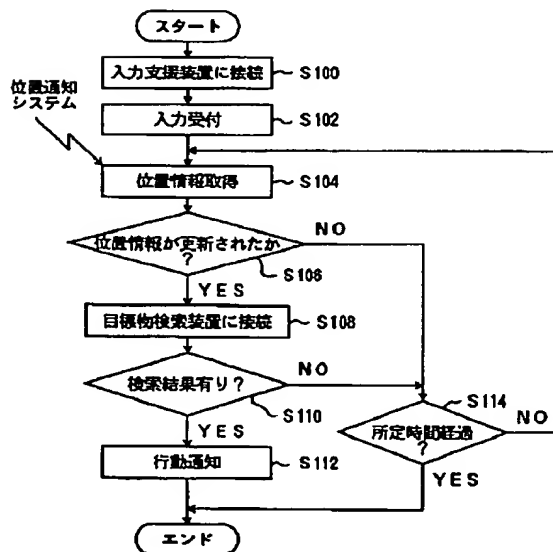 スタート
入力支援装置に接続
S100
位置通知
システム
入力受付
S102
位置情報取得
S104
位置情報が更新されたか
?
NO
S106
YES
目標物検索装置に接続
S108
検索結果有り?
NO
S110
YES
S114
所定時間経過
?
NO
行動通知
S112
YES
エンド